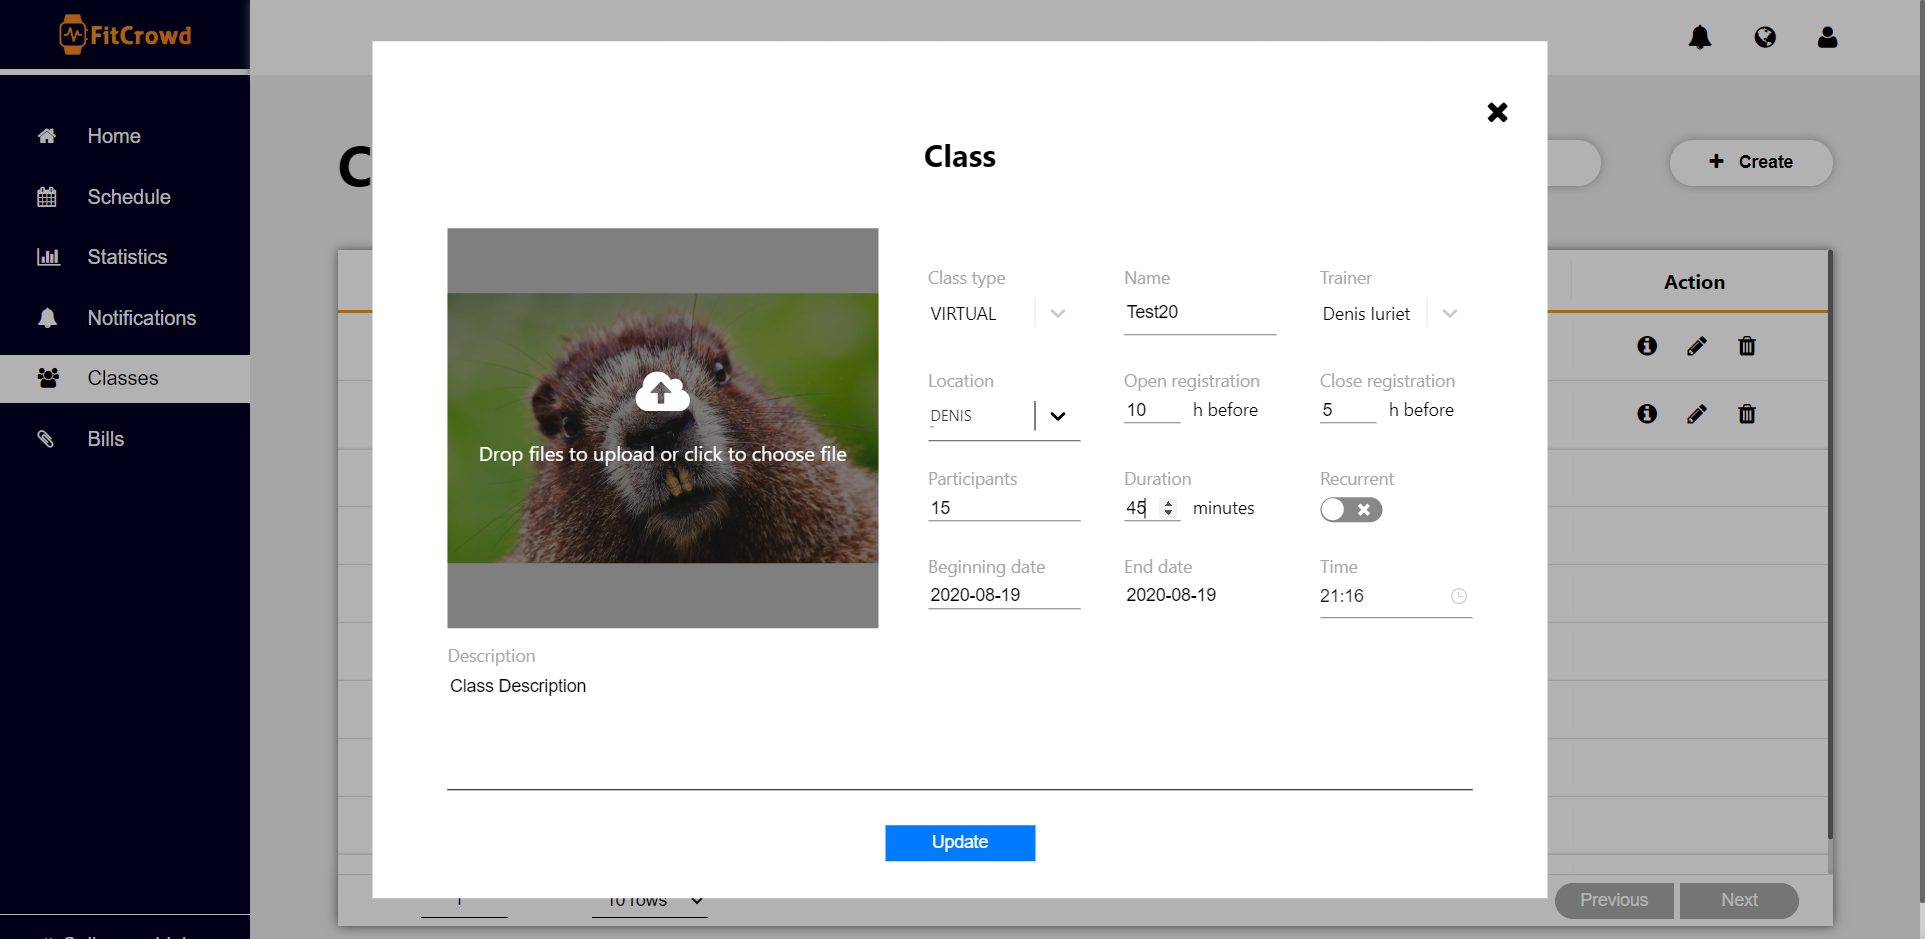 FitCrowd
Home
Schedule
Statistics
Notifications
Classes
Bills
Create
Action
Class
Drop files to upload or click to choose file
Class type
VIRTUAL
Name
Test20
Trainer
Denis Iuriet
Location
DENIS
Open registration
10 h before
Close registration
5 h before
Participants
15
Duration
45 minutes
Recurrent
Beginning date
2020-08-19
End date
2020-08-19
Time
21:16
Description
Class Description
Update
1
10 rows
Previous
Next